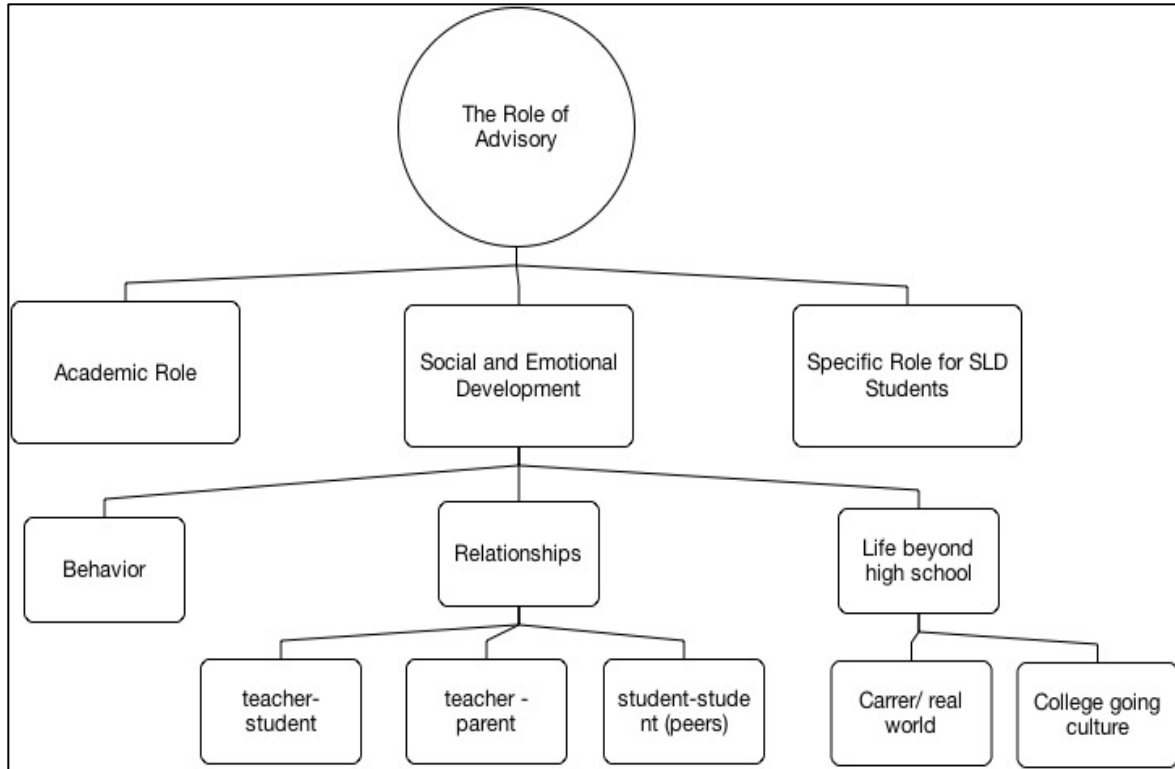 The Role of
Advisory
Academic Role
Social and Emotional
Development
Specific Role for SLD
Students
Behavior
Relationships
Life beyond
high school
teacher-
student
teacher -
parent
student-stude
nt (peers)
Carrer/ real
world
College going
culture